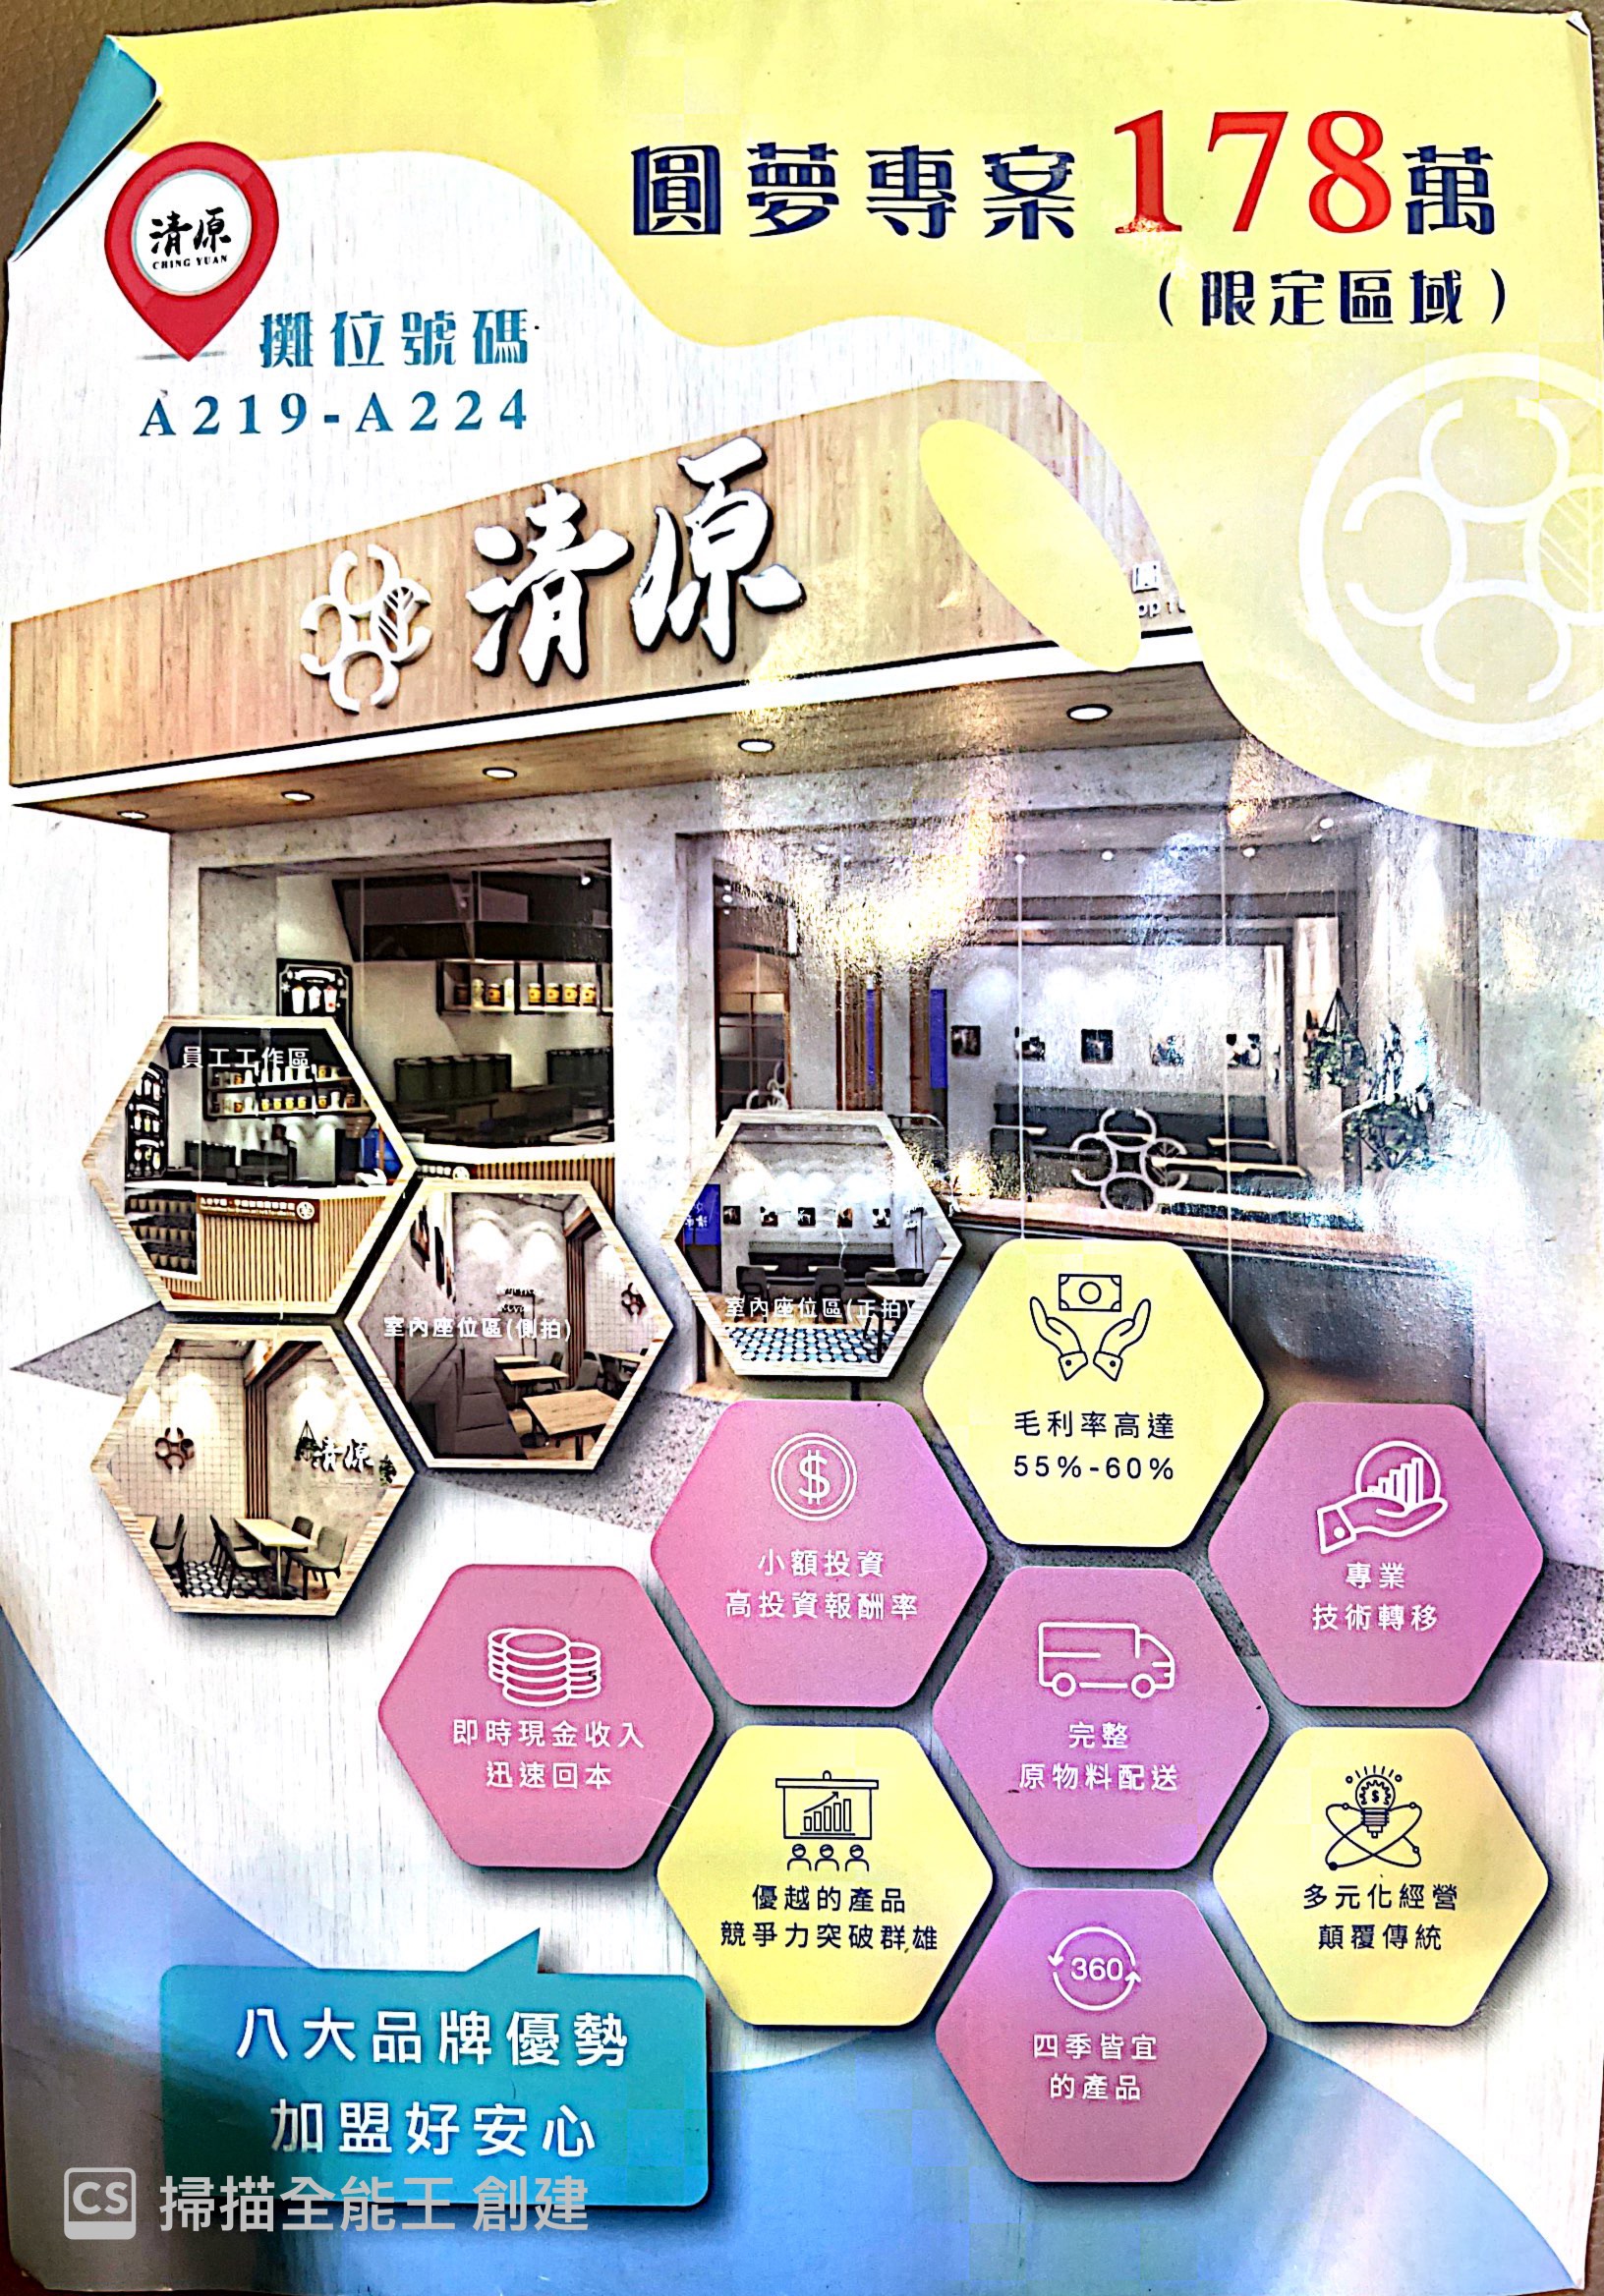 圓夢專案178萬
(限定區域)
清原
CHING YUAN
攤位號碼
A219-A224
清原
員工工作區
室內座位區(側拍)
室內座位區(正拍)
清原
毛利率高達
55%-60%
小額投資
高投資報酬率
專業
技術轉移
即時現金收入
迅速回本
完整
原物料配送
優越的產品
競爭力突破群雄
多元化經營
顛覆傳統
360
四季皆宜
的產品
八大品牌優勢
加盟好安心
CS 掃描全能王 創建